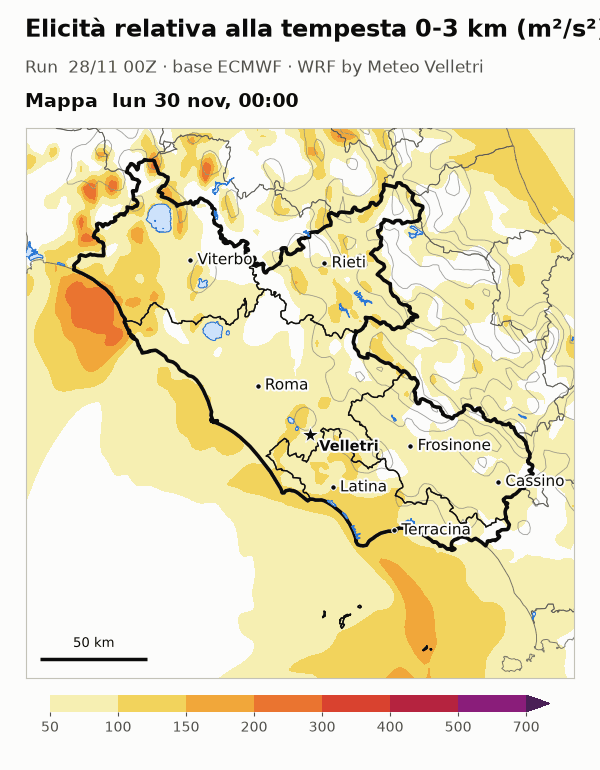 Elicità relativa alla tempesta 0-3 km (m²/s²)
Run 28/11 00Z · base ECMWF · WRF by Meteo Velletri
Mappa lun 30 nov, 00:00
Viterbo
Rieti
Roma
Velletri
Frosinone
Latina
Cassino
Terracina
50 km
50 100 150 200 300 400 500 700